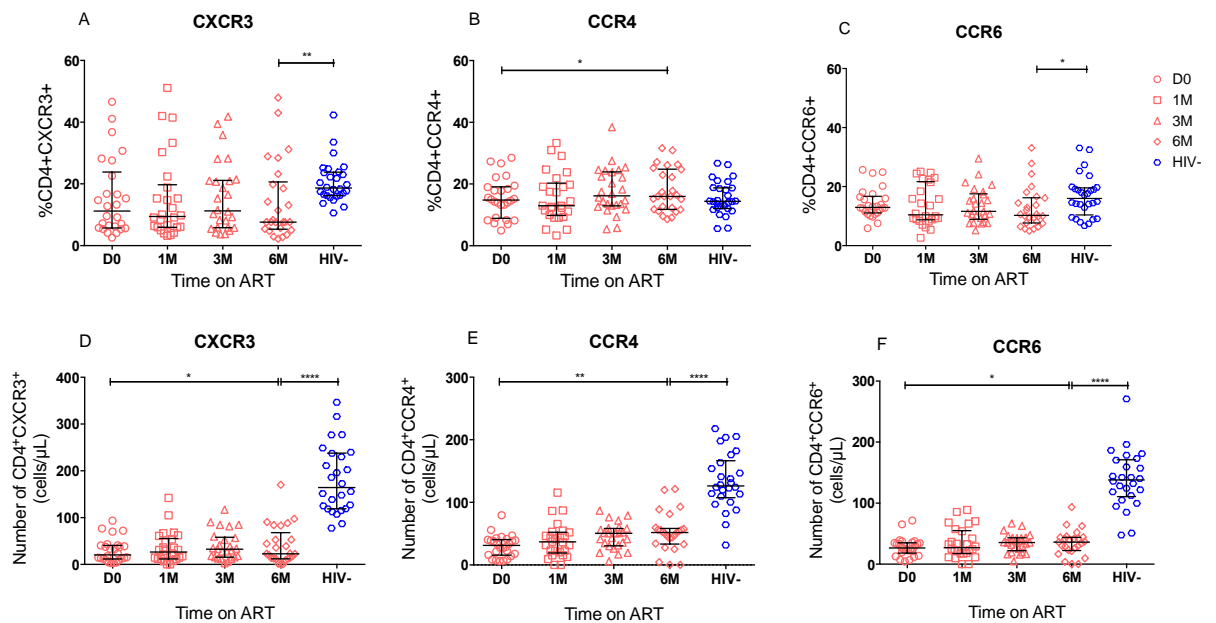 A
CXCR3
%CD4+CXCR3+
60
40
20
0
**
D0 1M 3M 6M HIV-
Time on ART
B
CCR4
%CD4+CCR4+
60
40
20
0
*
D0 1M 3M 6M HIV-
Time on ART
C
CCR6
%CD4+CCR6+
60
40
20
0
*
D0 1M 3M 6M HIV-
Time on ART
D0
1M
3M
6M
HIV-
D
CXCR3
Number of CD4⁺CXCR3⁺
(cells/µL)
400
300
200
100
0
* ****
D0 1M 3M 6M HIV-
Time on ART
E
CCR4
Number of CD4⁺CCR4⁺
(cells/µL)
300
200
100
0
** ****
D0 1M 3M 6M HIV-
Time on ART
F
CCR6
Number of CD4⁺CCR6⁺
(cells/µL)
300
200
100
0
* ****
D0 1M 3M 6M HIV-
Time on ART